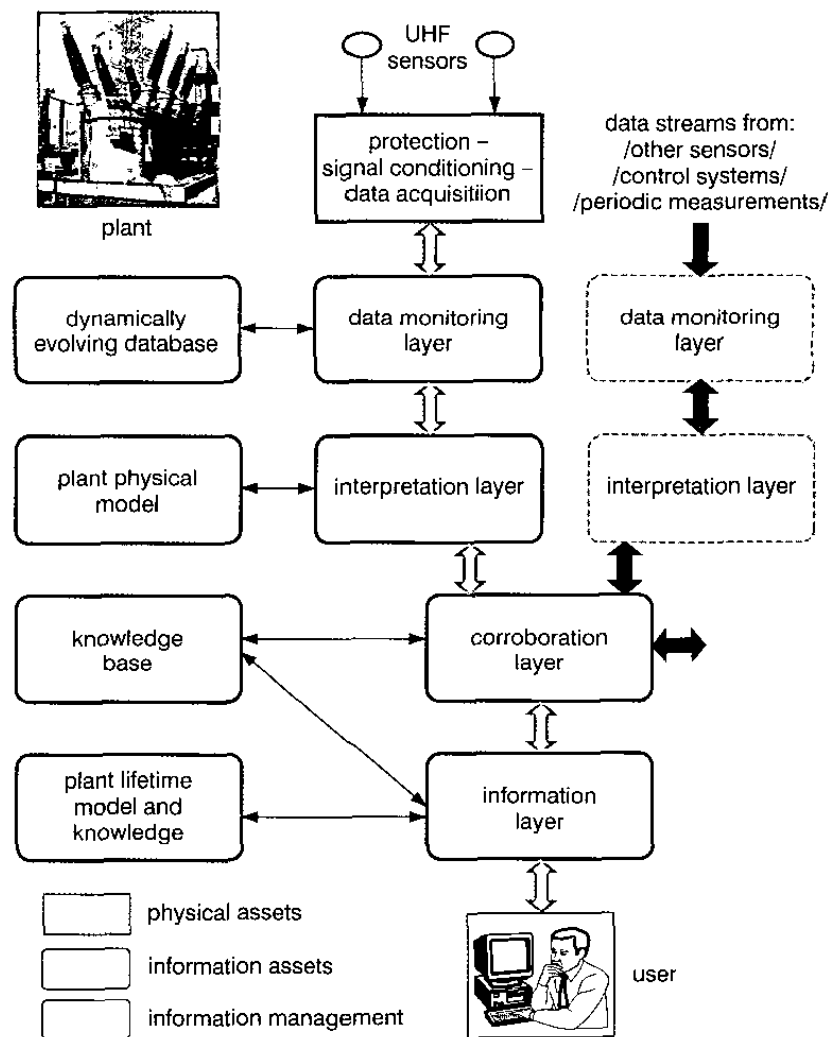 UHF
sensors
protection –
signal conditioning –
data acquisitiion
plant
data streams from:
/other sensors/
/control systems/
/periodic measurements/
dynamically
evolving database
data monitoring
layer
data monitoring
layer
plant physical
model
interpretation layer
interpretation layer
knowledge
base
corroboration
layer
plant lifetime
model and
knowledge
information
layer
physical assets
information assets
information management
user